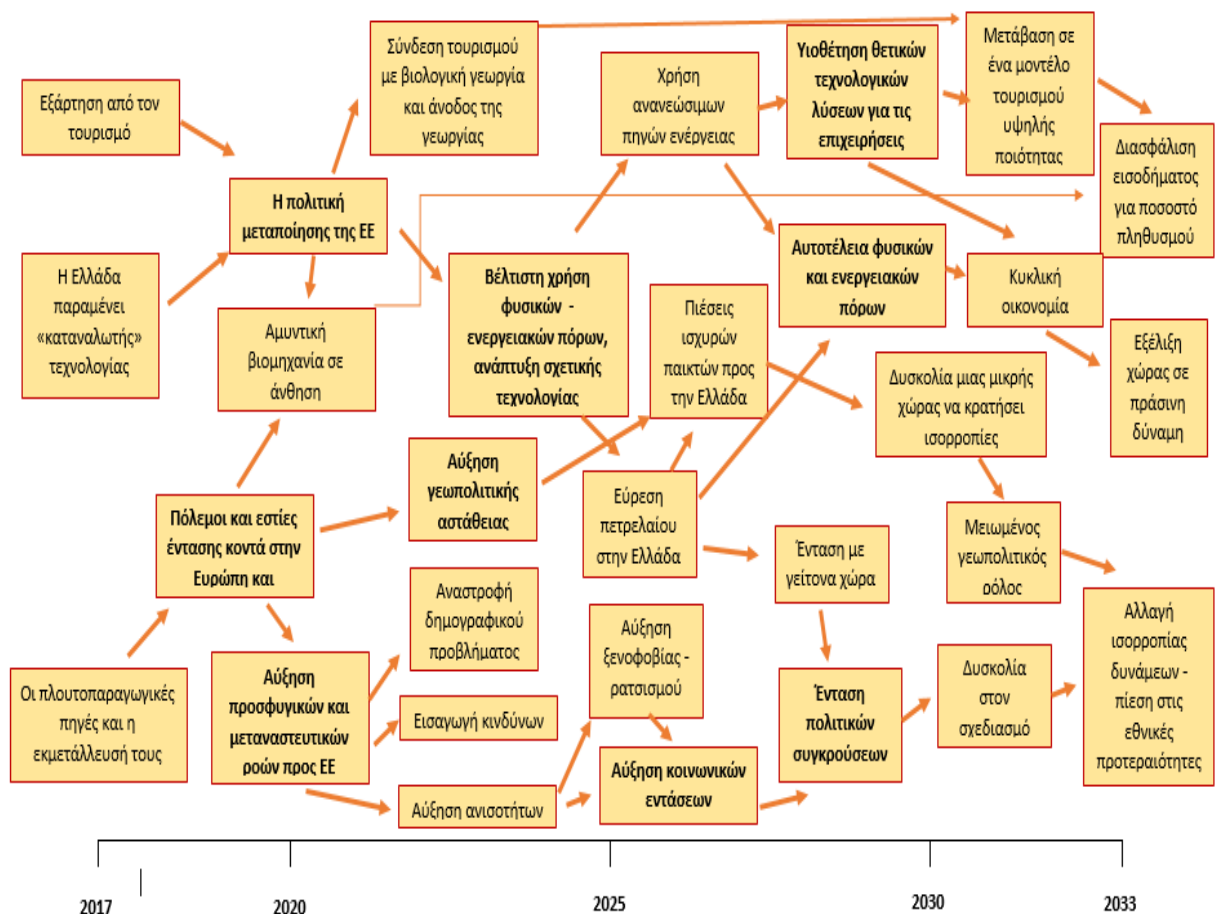 Σύνδεση τουρισμού
με βιολογική γεωργία
και άνοδος της
γεωργίας
Χρήση
ανανεώσιμων
πηγών ενέργειας
Υιοθέτηση θετικών
τεχνολογικών
λύσεων για τις
επιχειρήσεις
Μετάβαση σε
ένα μοντέλο
τουρισμού
υψηλής
ποιότητας
Εξάρτηση από τον
τουρισμό
Διασφάλιση
εισοδήματος
για ποσοστό
πληθυσμού
Η πολιτική
μεταποίησης της ΕΕ
Η Ελλάδα
παραμένει
«καταναλωτής»
τεχνολογίας
Βέλτιστη χρήση
φυσικών -
ενεργειακών πόρων,
ανάπτυξη σχετικής
τεχνολογίας
Αυτοτέλεια φυσικών
και ενεργειακών
πόρων
Κυκλική
οικονομία
Αμυντική
βιομηχανία σε
άνθηση
Πιέσεις
ισχυρών
παικτών προς
την Ελλάδα
Εξέλιξη
χώρας σε
πράσινη
δύναμη
Δυσκολία μιας μικρής
χώρας να κρατήσει
ισορροπίες
Αύξηση
γεωπολιτικής
αστάθειας
Εύρεση
πετρελαίου
στην Ελλάδα
Πόλεμοι και εστίες
έντασης κοντά στην
Ευρώπη και
Ένταση με
γείτονα χώρα
Μειωμένος
γεωπολιτικός
ρόλος
Αναστροφή
δημογραφικού
προβλήματος
Αύξηση
ξενοφοβίας -
ρατσισμού
Αλλαγή
ισορροπίας
δυνάμεων -
πίεση στις
εθνικές
προτεραιότητες
Οι πλουτοπαραγωγικές
πηγές και η
εκμετάλλευσή τους
Αύξηση
προσφυγικών και
μεταναστευτικών
ροών προς ΕΕ
Εισαγωγή κινδύνων
Ένταση
πολιτικών
συγκρούσεων
Δυσκολία
στον
σχεδιασμό
Αύξηση ανισοτήτων
Αύξηση κοινωνικών
εντάσεων
2017
2020
2025
2030
2033